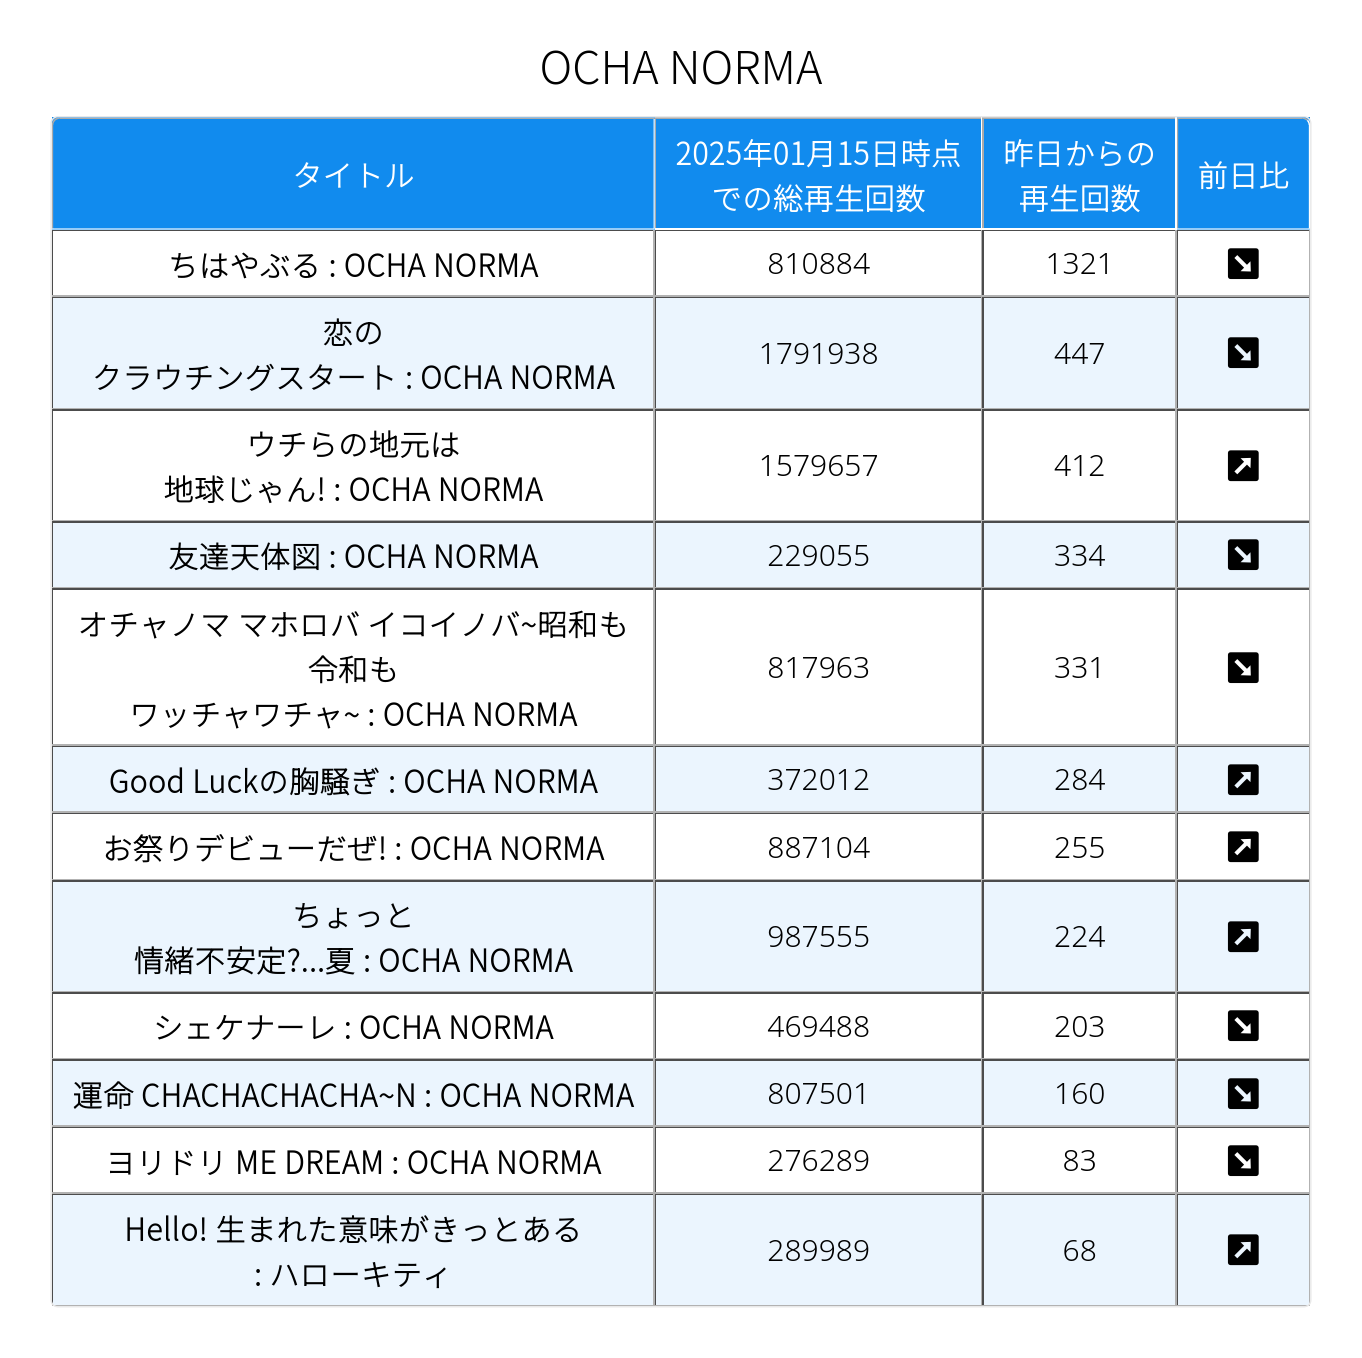 OCHA NORMA
タイトル
2025年01月15日時点
での総再生回数
昨日からの
再生回数
前日比
ちはやぶる : OCHA NORMA
810884
1321
恋の
クラウチングスタート : OCHA NORMA
1791938
447
ウチらの地元は
地球じゃん! : OCHA NORMA
1579657
412
友達天体図 : OCHA NORMA
229055
334
オチャノマ マホロバ イコイノバ~昭和も
令和も
ワッチャワチャ~ : OCHA NORMA
817963
331
Good Luckの胸騒ぎ : OCHA NORMA
372012
284
お祭りデビューだぜ! : OCHA NORMA
887104
255
ちょっと
情緒不安定?...夏 : OCHA NORMA
987555
224
シェケナーレ : OCHA NORMA
469488
203
運命 CHACHACHACHA~N : OCHA NORMA
807501
160
ヨリドリ ME DREAM : OCHA NORMA
276289
83
Hello! 生まれた意味がきっとある
: ハローキティ
289989
68